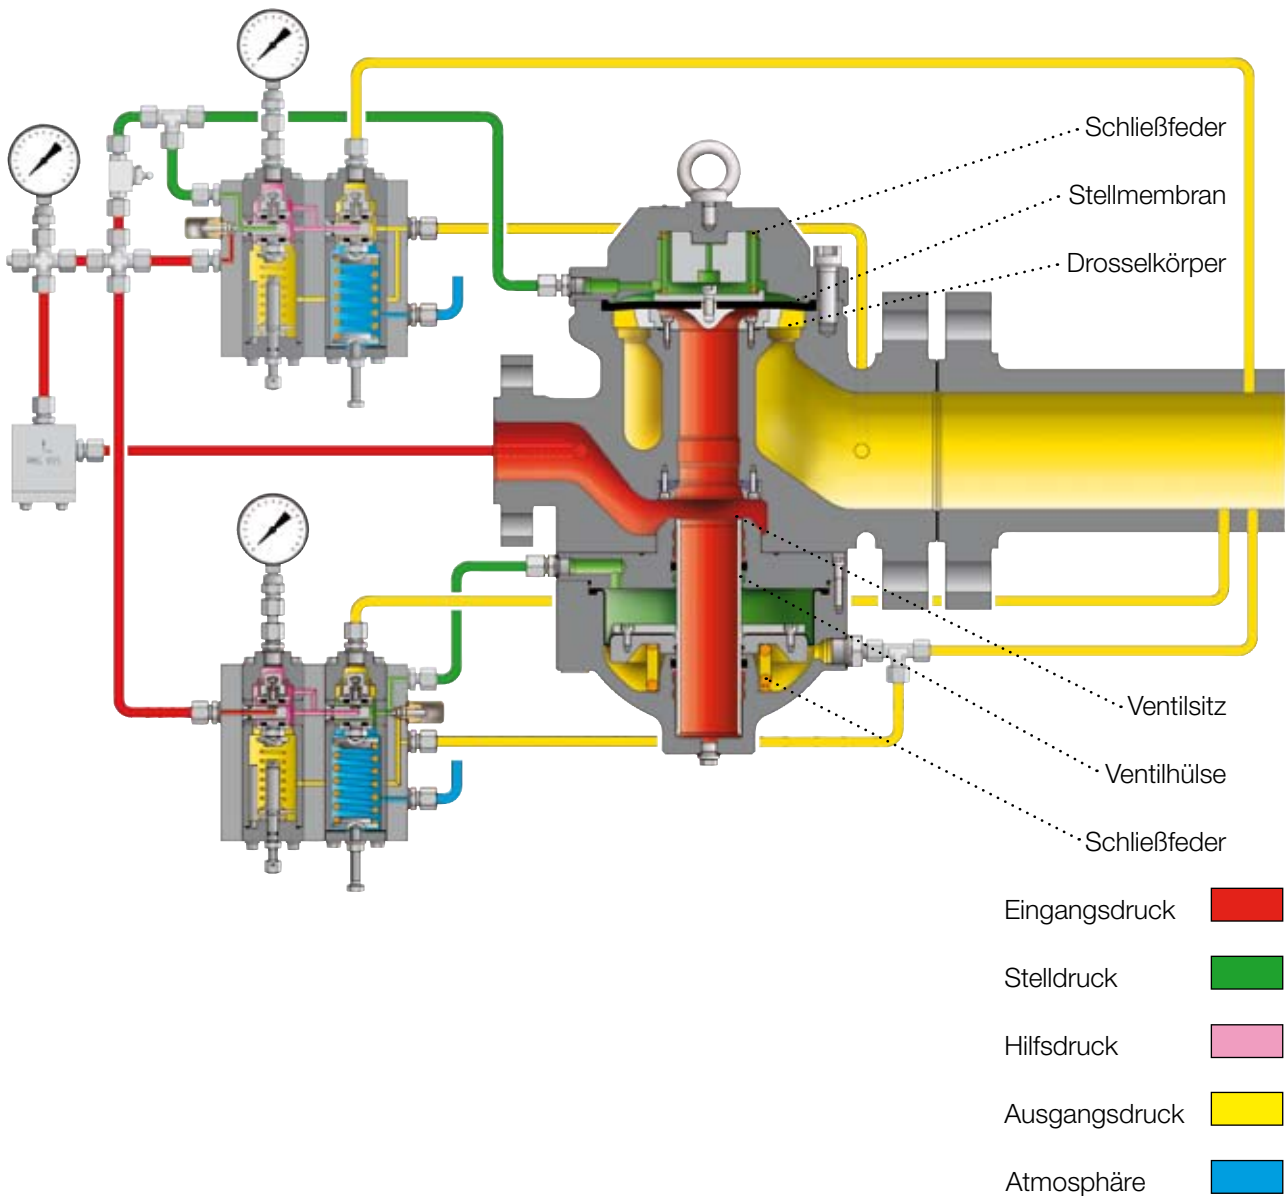 Schließfeder
Stellmembran
Drosselkörper
Ventilsitz
Ventilhülse
Schließfeder
Eingangsdruck
Stelldruck
Hilfsdruck
Ausgangsdruck
Atmosphäre